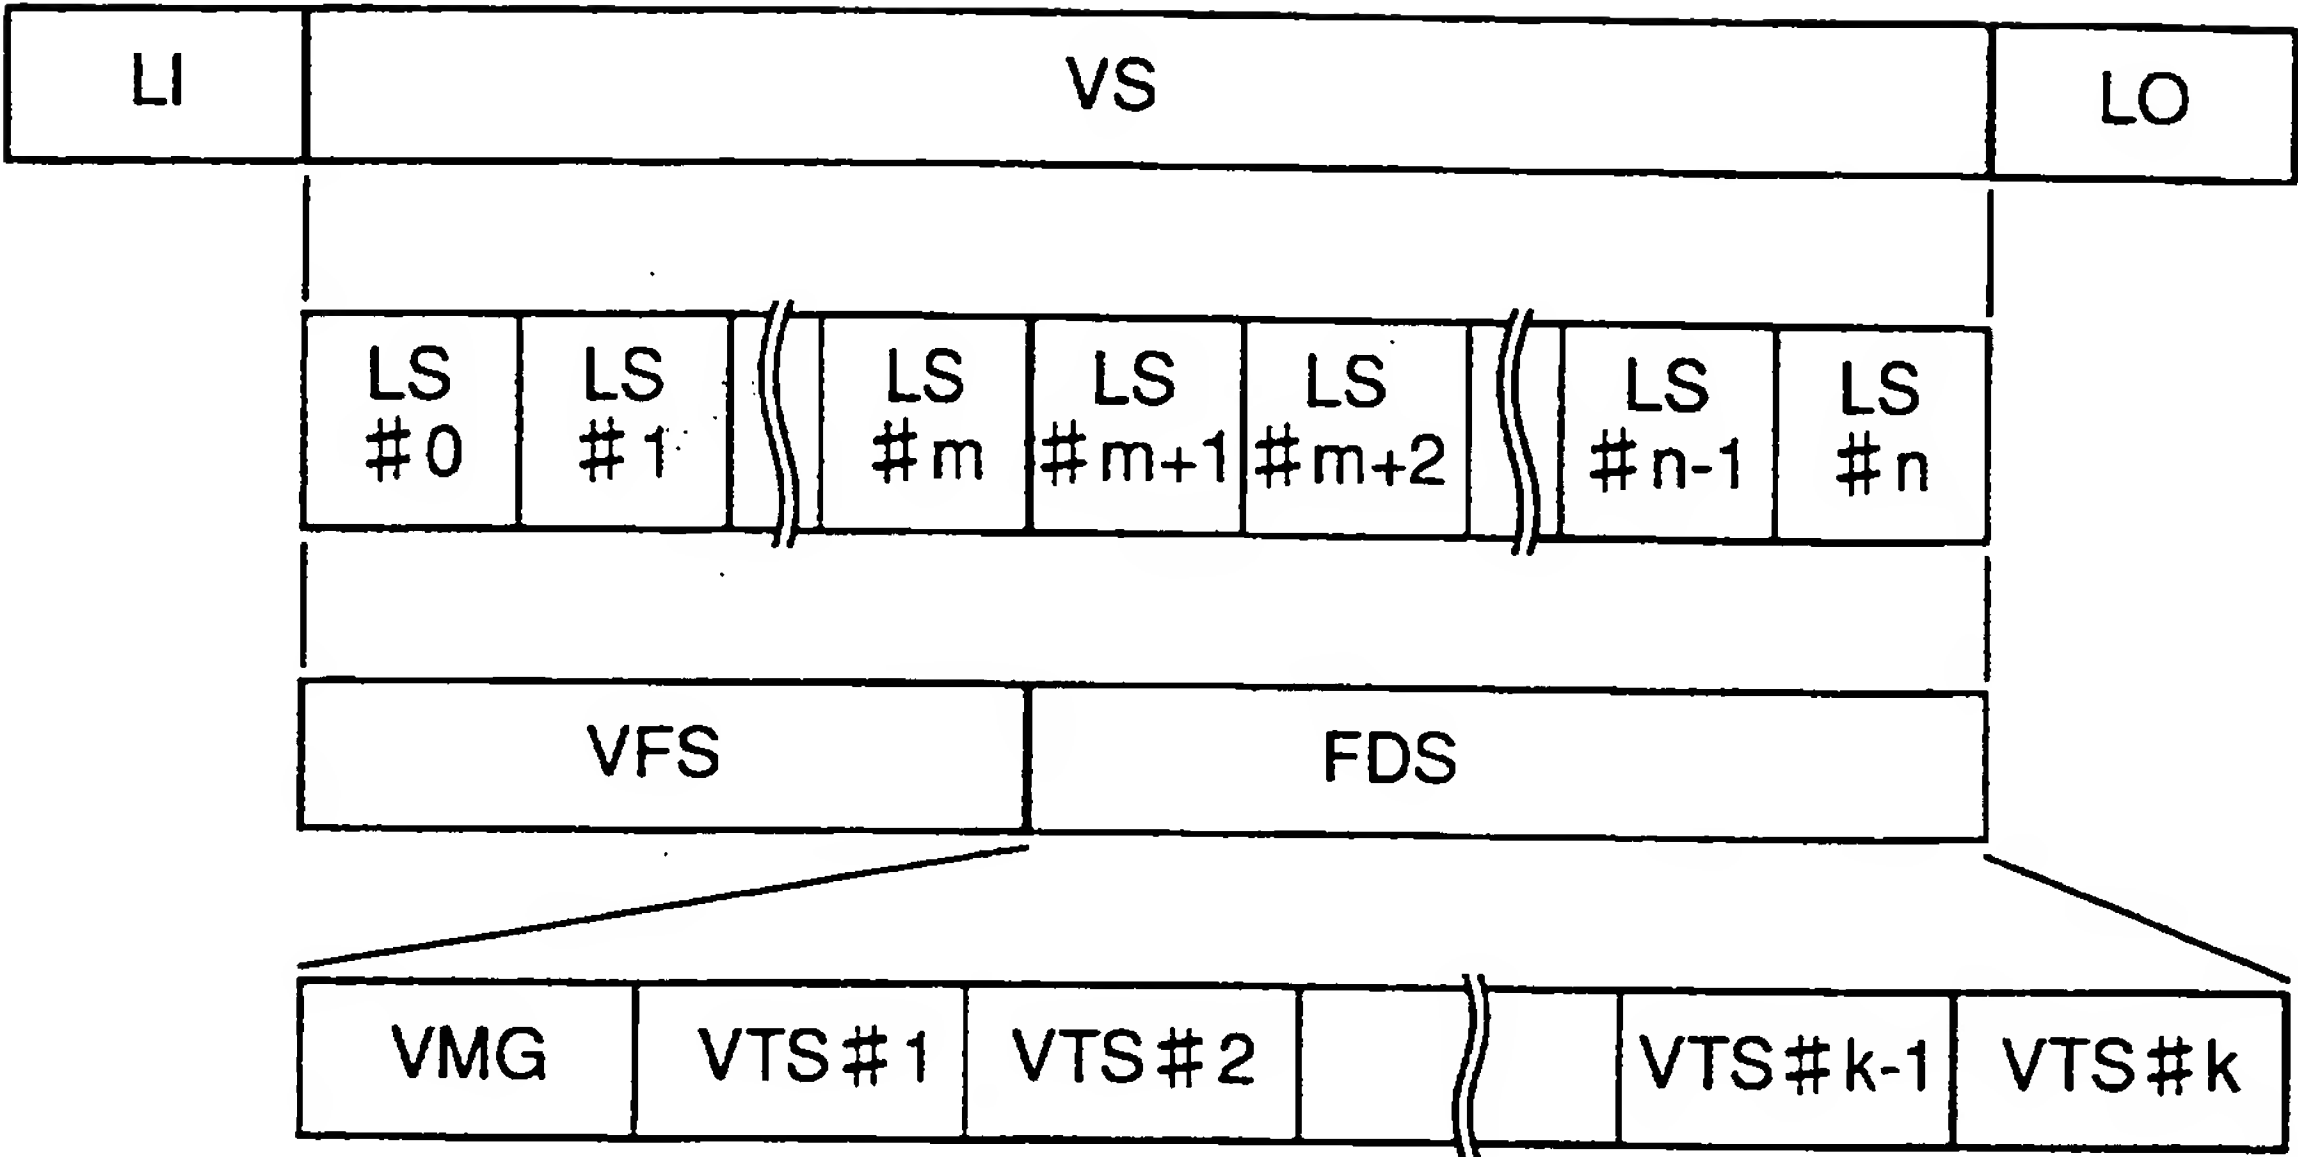 LI VS LO
LS LS LS LS LS LS LS
#0 #1 #m #m+1 #m+2 #n-1 #n
VFS FDS
VMG VTS#1 VTS#2 VTS#k-1 VTS#k